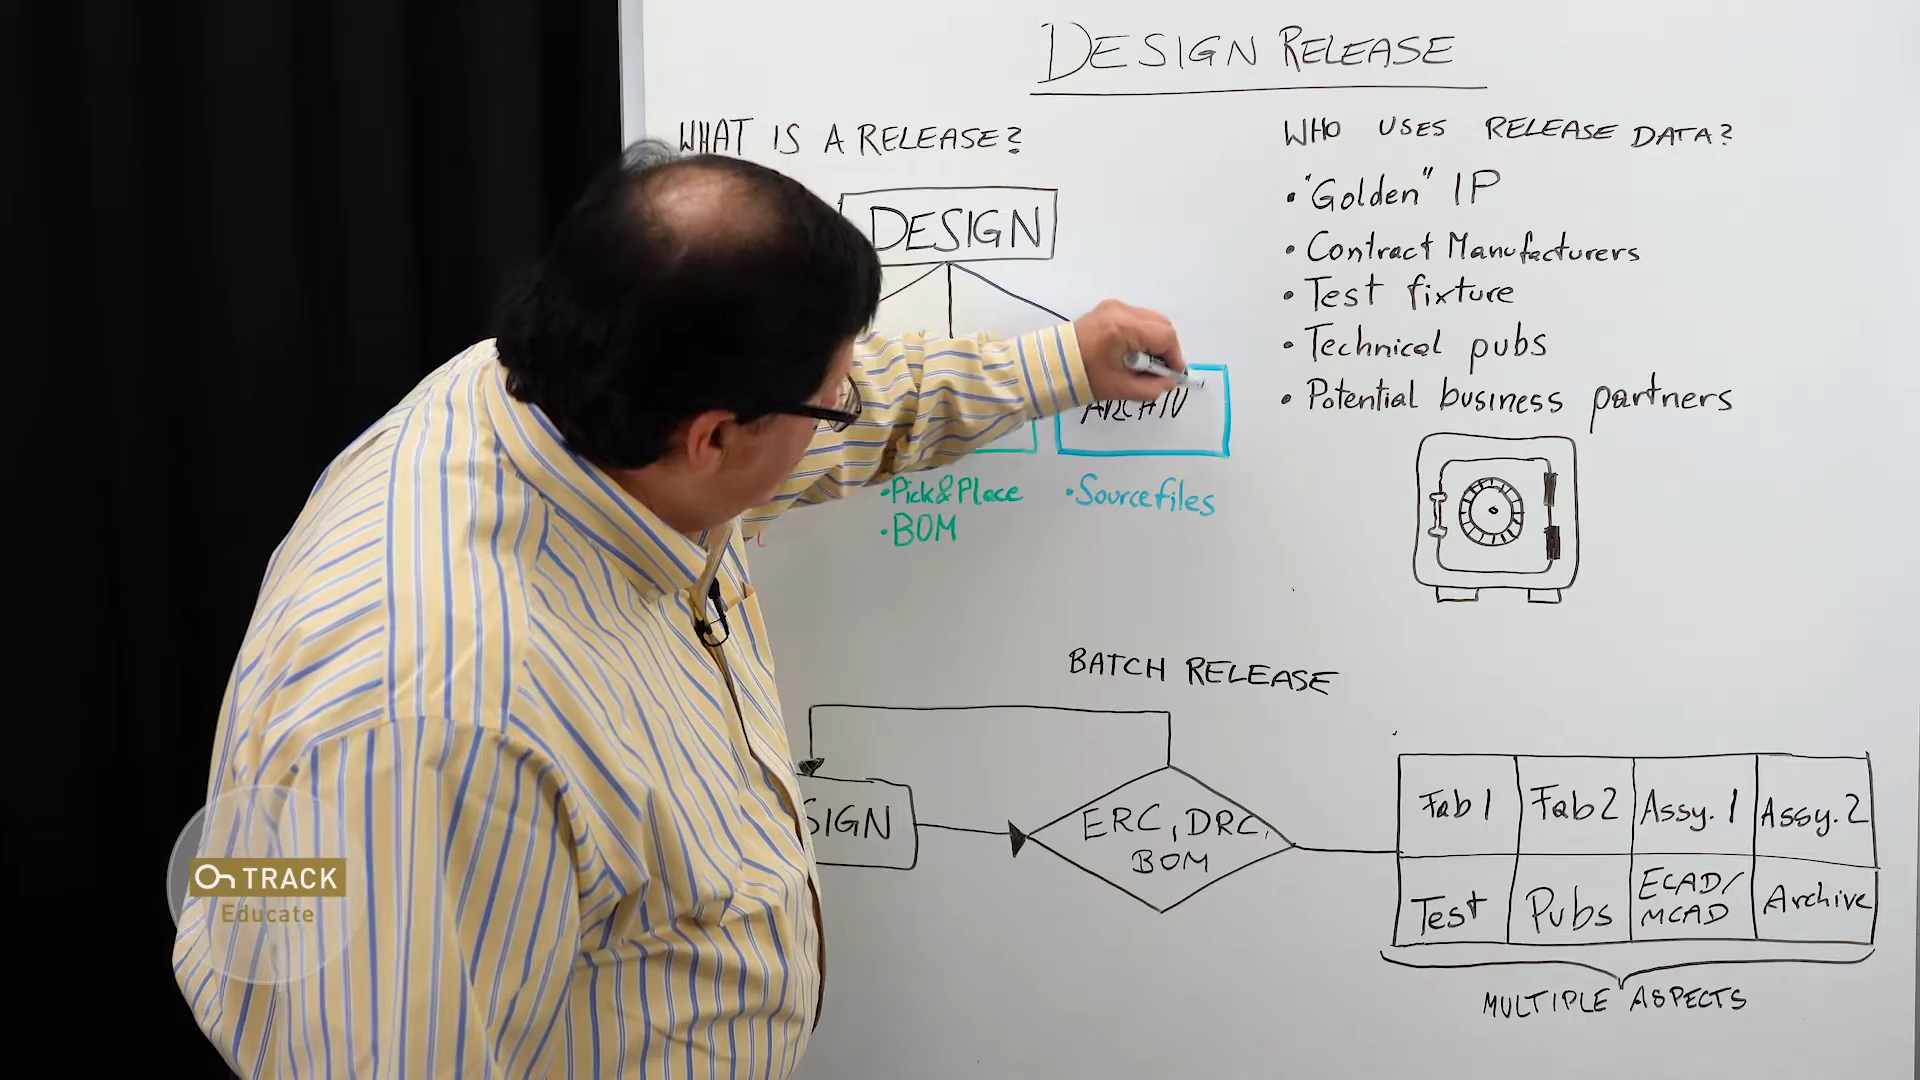 DESIGN RELEASE
WHAT IS A RELEASE?
DESIGN
ARCHIV
•Pick&Place
•BOM
•Sourcefiles
WHO USES RELEASE DATA?
•"Golden" IP
•Contract Manufacturers
•Test fixture
•Technical pubs
•Potential business partners
BATCH RELEASE
SIGN
ERC, DRC,
BOM
Fab 1 Fab 2 Assy. 1 Assy. 2
Test Pubs ECAD/
MCAD Archive
MULTIPLE ASPECTS
On TRACK
Educate